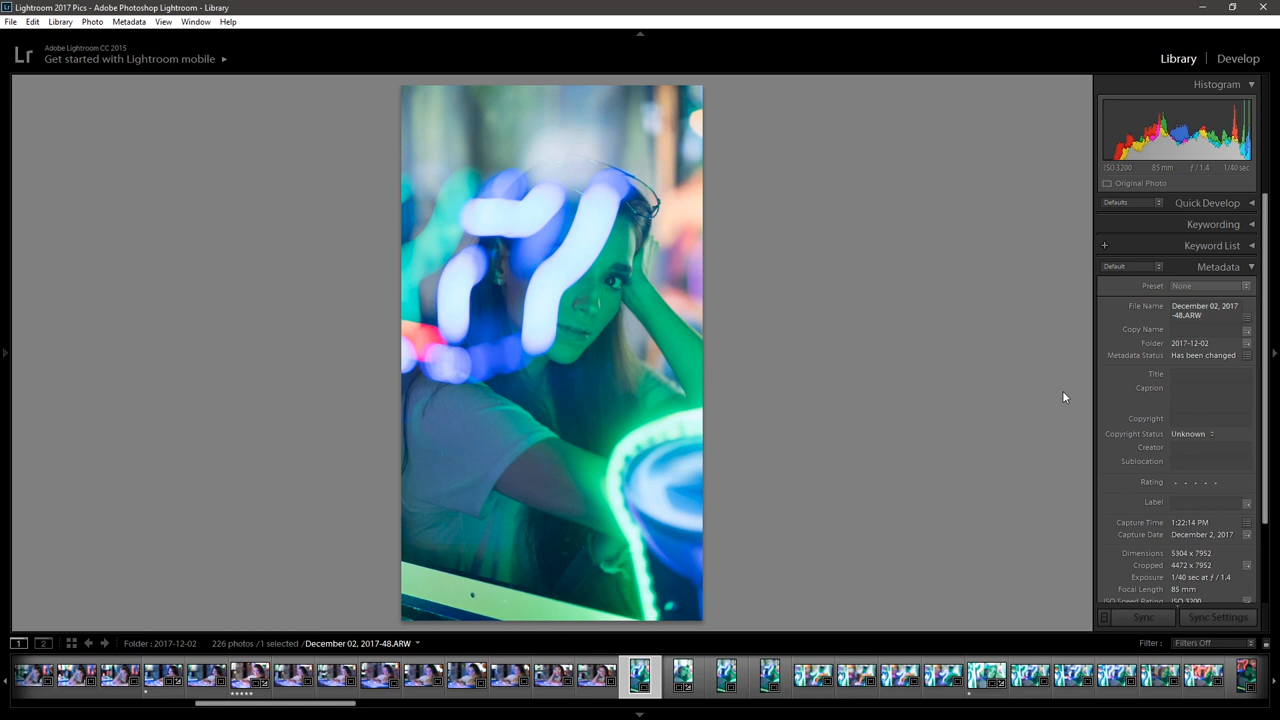 Lightroom 2017 Pics - Adobe Photoshop Lightroom - Library
File Edit Library Photo Metadata View Window Help
Lr
Adobe Lightroom CC 2015
Get started with Lightroom mobile
Library | Develop
Histogram
ISO 3200 85 mm ƒ / 1.4 1/40 sec
Original Photo
Defaults Quick Develop
Keywording
+ Keyword List
Default Metadata
Preset None
File Name December 02, 2017
-48.ARW
Copy Name
Folder 2017-12-02
Metadata Status Has been changed
Title
Caption
Copyright
Copyright Status Unknown
Creator
Sublocation
Rating . . . . .
Label
Capture Time 1:22:14 PM
Capture Date December 2, 2017
Dimensions 5304 x 7952
Cropped 4472 x 7952
Exposure 1/40 sec at ƒ / 1.4
Focal Length 85 mm
ISO Speed Rating ISO 3200
Sync Sync Settings
1 2 Folder : 2017-12-02 226 photos / 1 selected / December 02, 2017-48.ARW Filter : Filters Off